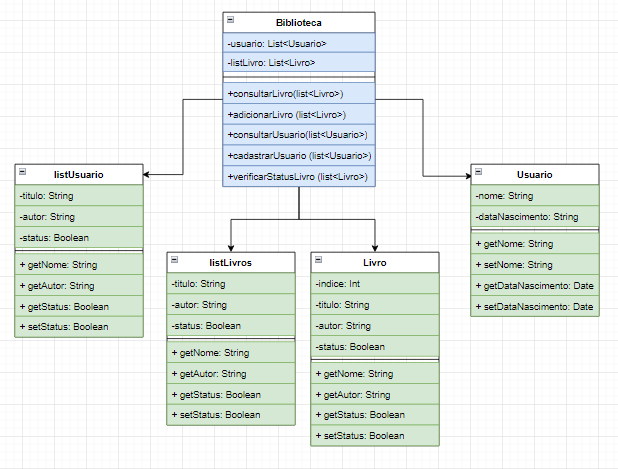 Biblioteca
-usuario: List<Usuario>
-listLivro: List<Livro>
+consultarLivro(list<Livro>)
+adicionarLivro (list<Livro>)
+consultarUsuario(list<Usuario>)
+cadastrarUsuario (list<Usuario>)
+verificarStatusLivro (list<Livro>)
listUsuario
-titulo: String
-autor: String
-status: Boolean
+ getNome: String
+ getAutor: String
+ getStatus: Boolean
+ setStatus: Boolean
listLivros
-titulo: String
-autor: String
-status: Boolean
+ getNome: String
+ getAutor: String
+ getStatus: Boolean
+ setStatus: Boolean
Livro
-indice: Int
-titulo: String
-autor: String
-status: Boolean
+ getNome: String
+ getAutor: String
+ getStatus: Boolean
+ setStatus: Boolean
Usuario
-nome: String
-dataNascimento: String
+ getNome: String
+ setNome: String
+ getDataNascimento: Date
+ setDataNascimento: Date